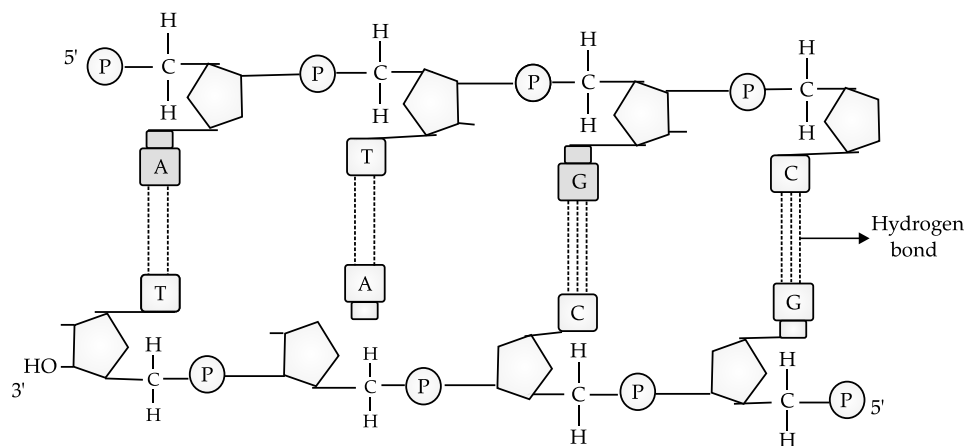 H H H H
5' P C P C P C P C
H H H H
A T G C
Hydrogen
bond
T A C G
HO
3'
H H H H
C P C P C P C P 5'
H H H H